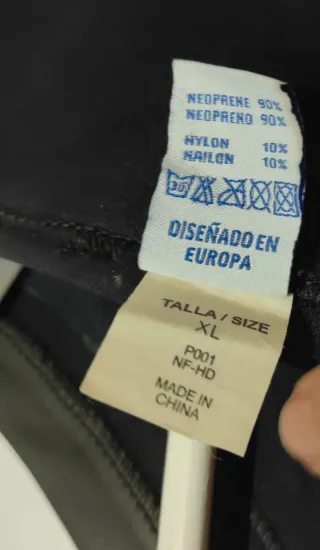 NEOPRENE 90%
NEOPRENO 90%
NYLON 10%
NAILON 10%
30
DISEÑADO EN
EUROPA
TALLA / SIZE
XL
P001
NF-HD
MADE IN
CHINA